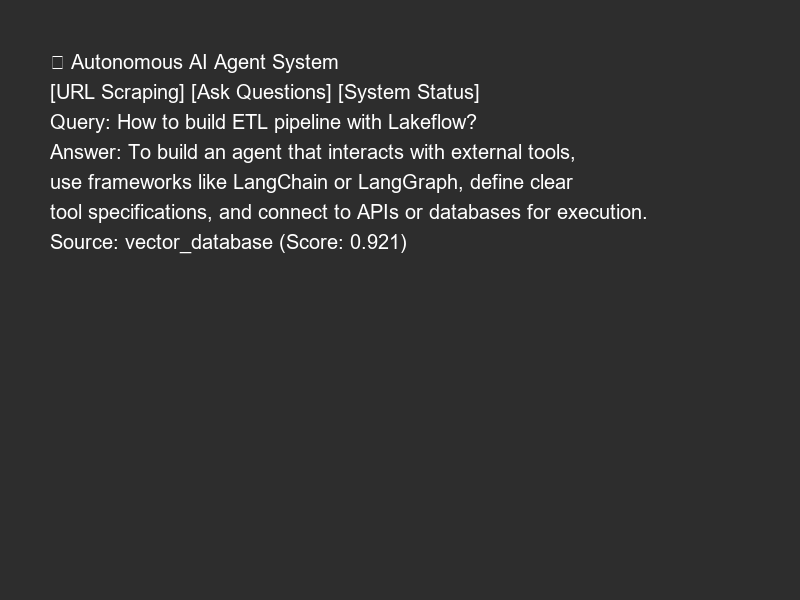 Autonomous AI Agent System
[URL Scraping] [Ask Questions] [System Status]
Query: How to build ETL pipeline with Lakeflow?
Answer: To build an agent that interacts with external tools,
use frameworks like LangChain or LangGraph, define clear
tool specifications, and connect to APIs or databases for execution.
Source: vector_database (Score: 0.921)